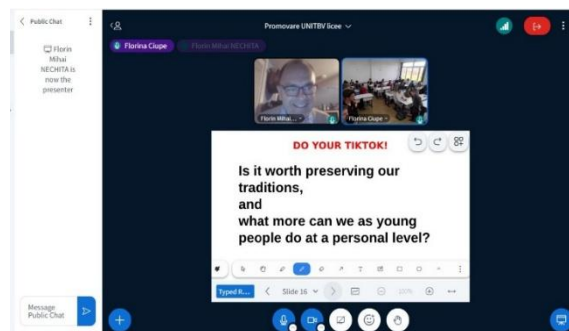 Public Chat
Florin
Mihai
NECHITA is
now the
presenter
Message
Public Chat
Promovare UNITBV licee
Florina Ciupe
Florin Mihai NECHITA
Florin Mihai...
Florina Ciupe
DO YOUR TIKTOK!
Is it worth preserving our
traditions,
and
what more can we as young
people do at a personal level?
Typed R...
Slide 16